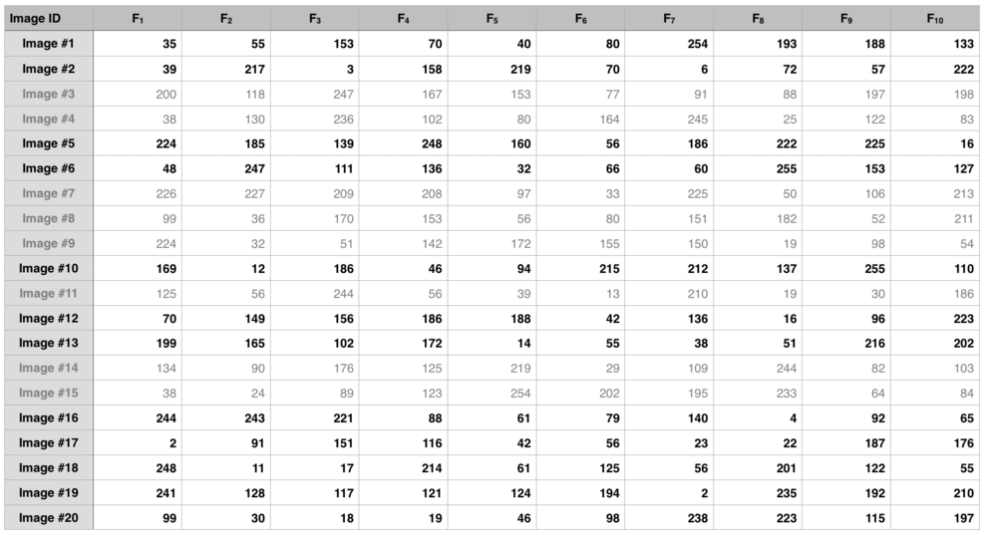 Image ID F₁ F₂ F₃ F₄ F₅ F₆ F₇ F₈ F₉ F₁₀
Image #1 35 55 153 70 40 80 254 193 188 133
Image #2 39 217 3 158 219 70 6 72 57 222
Image #3 200 118 247 167 153 77 91 88 197 198
Image #4 38 130 236 102 80 164 245 25 122 83
Image #5 224 185 139 248 160 56 186 222 225 16
Image #6 48 247 111 136 32 66 60 255 153 127
Image #7 226 227 209 208 97 33 225 50 106 213
Image #8 99 36 170 153 56 80 151 182 52 211
Image #9 224 32 51 142 172 155 150 19 98 54
Image #10 169 12 186 46 94 215 212 137 255 110
Image #11 125 56 244 56 39 13 210 19 30 186
Image #12 70 149 156 186 188 42 136 16 96 223
Image #13 199 165 102 172 14 55 38 51 216 202
Image #14 134 90 176 125 219 29 109 244 82 103
Image #15 38 24 89 123 254 202 195 233 64 84
Image #16 244 243 221 88 61 79 140 4 92 65
Image #17 2 91 151 116 42 56 23 22 187 176
Image #18 248 11 17 214 61 125 56 201 122 55
Image #19 241 128 117 121 124 194 2 235 192 210
Image #20 99 30 18 19 46 98 238 223 115 197